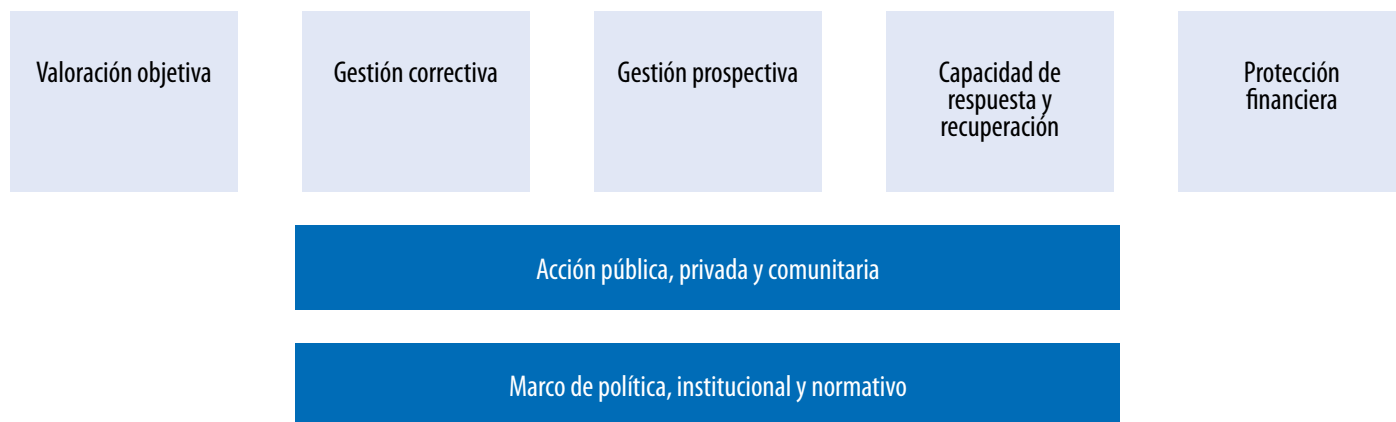 Valoración objetiva
Gestión correctiva
Gestión prospectiva
Capacidad de
respuesta y
recuperación
Protección
financiera
Acción pública, privada y comunitaria
Marco de política, institucional y normativo